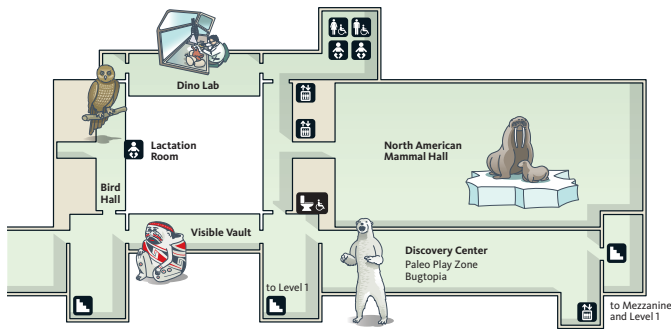 Dino Lab
Lactation
Room
North American
Mammal Hall
Bird
Hall
Visible Vault
Discovery Center
Paleo Play Zone
Bugtopia
to Level 1
to Mezzanine
and Level 1